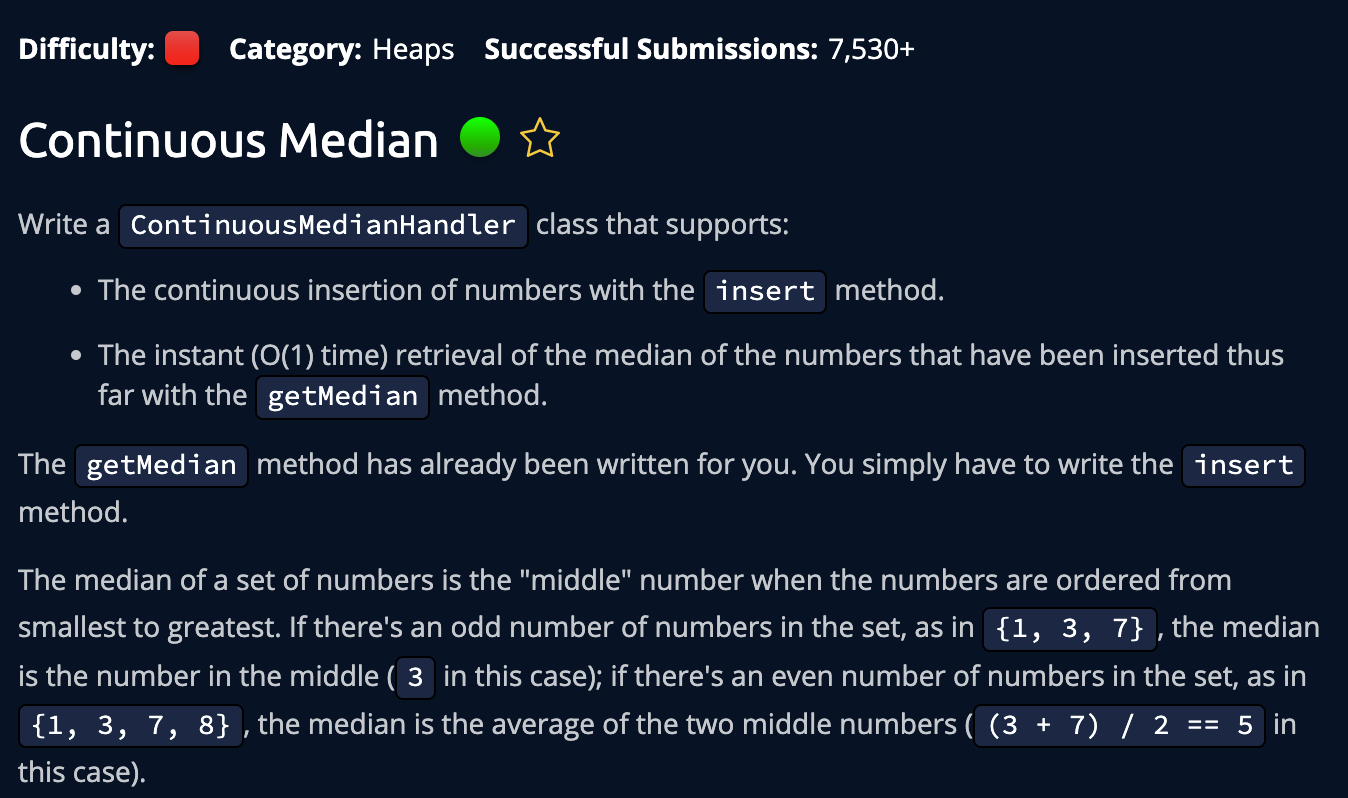 Difficulty: Category: Heaps Successful Submissions: 7,530+
Continuous Median
Write a ContinuousMedianHandler class that supports:
• The continuous insertion of numbers with the insert method.
• The instant (O(1) time) retrieval of the median of the numbers that have been inserted thus
far with the getMedian method.
The getMedian method has already been written for you. You simply have to write the insert
method.
The median of a set of numbers is the "middle" number when the numbers are ordered from
smallest to greatest. If there's an odd number of numbers in the set, as in {1, 3, 7} , the median
is the number in the middle ( 3 in this case); if there's an even number of numbers in the set, as in
{1, 3, 7, 8} , the median is the average of the two middle numbers ( (3 + 7) / 2 == 5 in
this case).